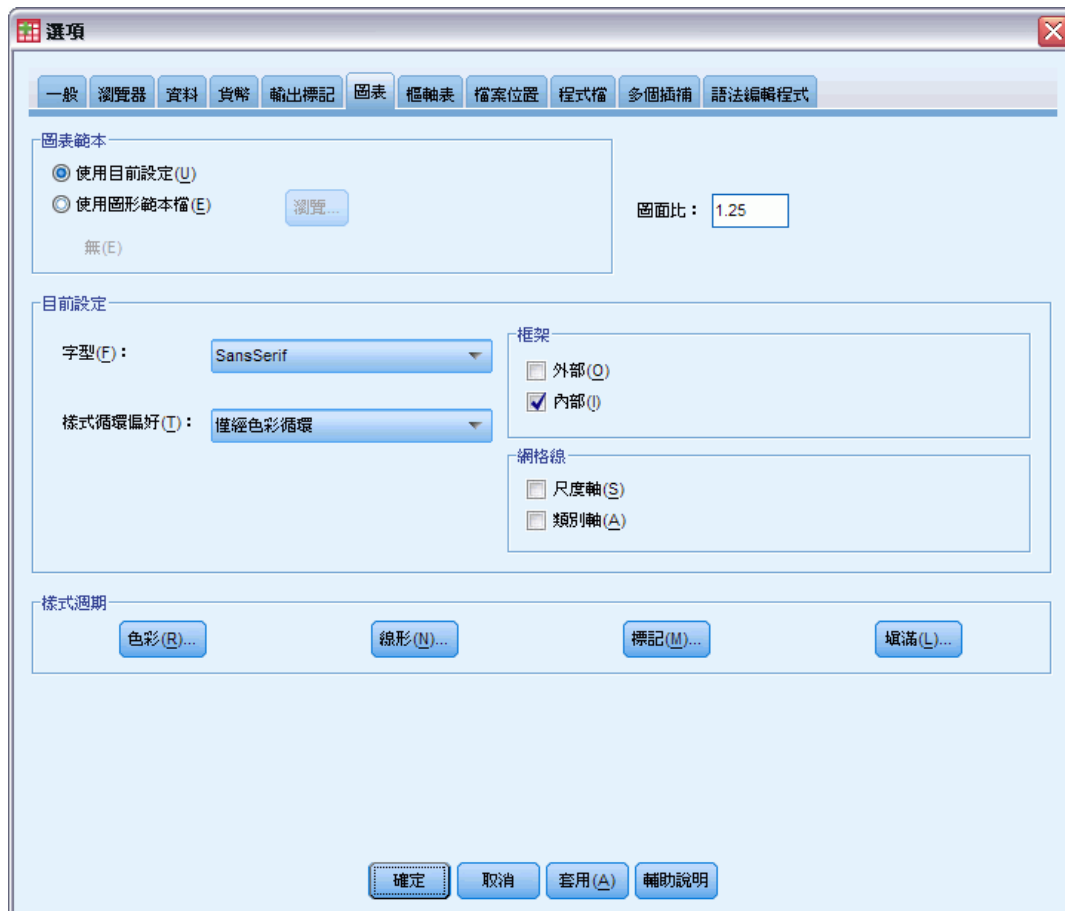 選項
一般 瀏覽器 資料 貨幣 輸出標記 圖表 樞軸表 檔案位置 程式檔 多個插補 語法編輯程式
圖表範本
使用目前設定(U)
使用圖形範本檔(E) 瀏覽...
無(E)
圖面比： 1.25
目前設定
字型(F)： SansSerif
樣式循環偏好(T)： 僅經色彩循環
框架
外部(O)
內部(I)
網格線
尺度軸(S)
類別軸(A)
樣式週期
色彩(R)... 線形(N)... 標記(M)... 填滿(L)...
確定 取消 套用(A) 輔助說明